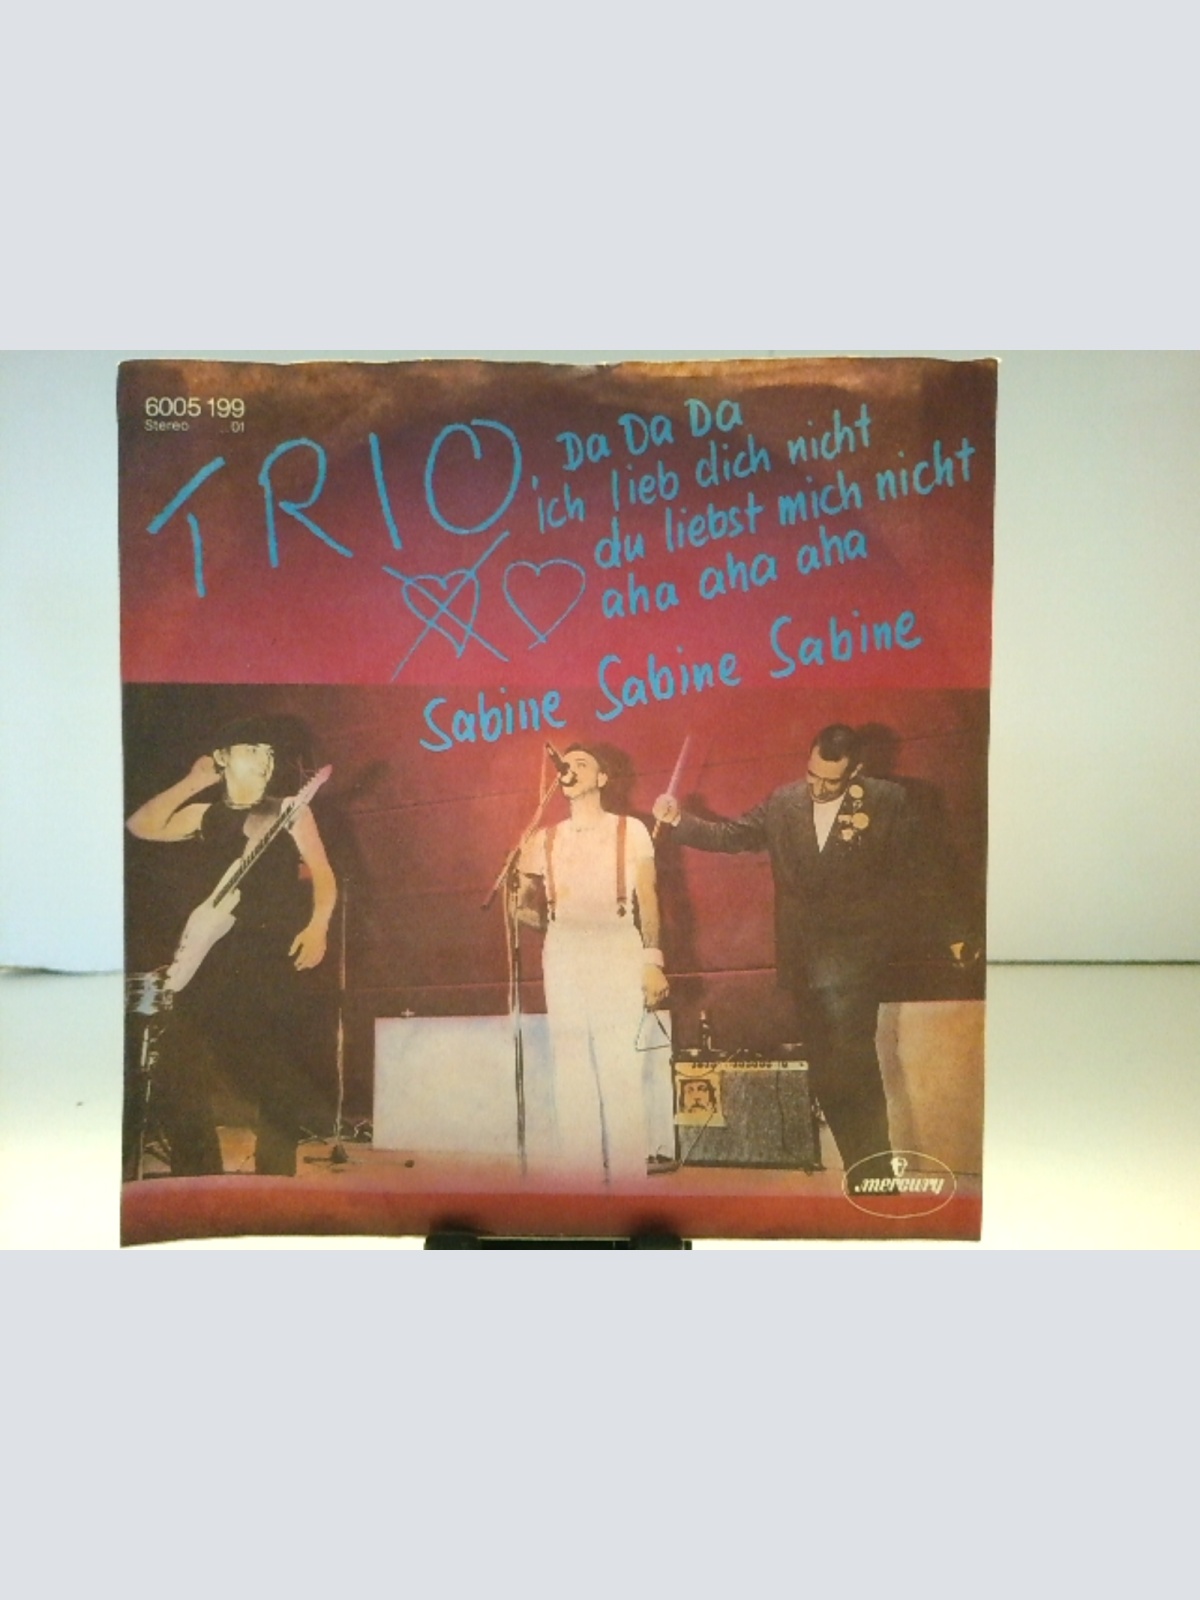 6005 199
Stereo 01
TRIO
Da Da Da
ich lieb dich nicht
du liebst mich nicht
aha aha aha
Sabine Sabine Sabine
mercury